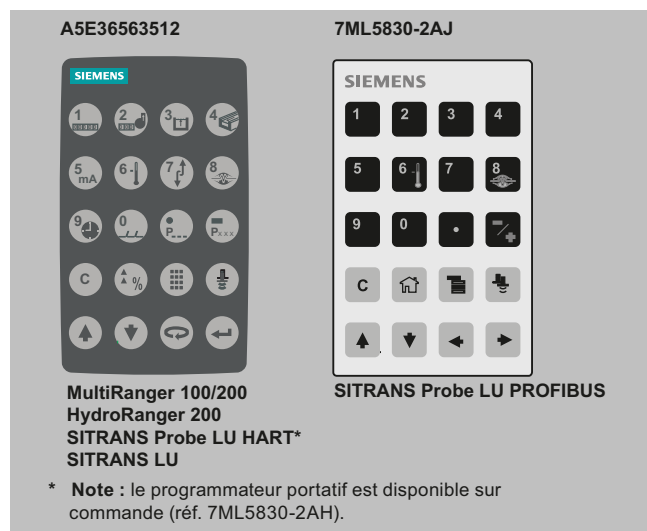 A5E36563512
7ML5830-2AJ
SIEMENS
1 2 3 4
5 mA 6 7 8
9 0 P--- Pxxx
C %
SIEMENS
1 2 3 4
5 6 7 8
9 0 • -/+
C
MultiRanger 100/200
HydroRanger 200
SITRANS Probe LU HART*
SITRANS LU
SITRANS Probe LU PROFIBUS
* Note : le programmateur portatif est disponible sur
commande (réf. 7ML5830-2AH).